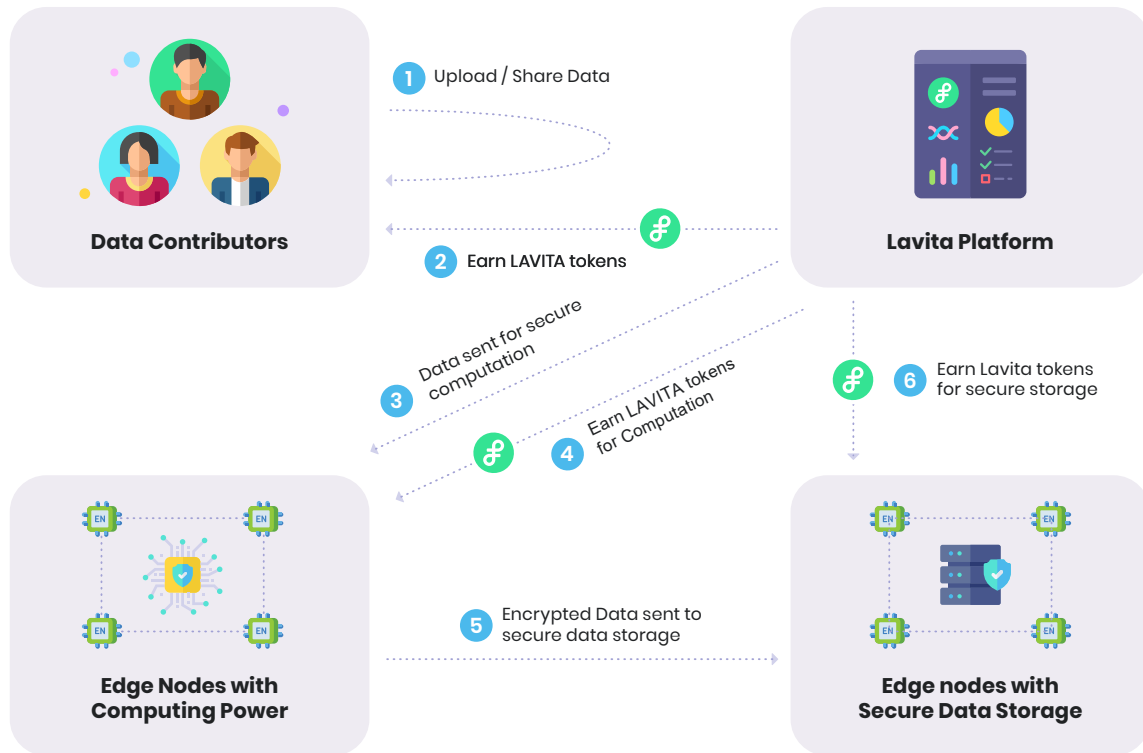 1 Upload / Share Data
Data Contributors
Lavita Platform
2 Earn LAVITA tokens
3 Data sent for secure
computation
4 Earn LAVITA tokens
for Computation
6 Earn Lavita tokens
for secure storage
EN EN
EN EN
EN EN
EN EN
5 Encrypted Data sent to
secure data storage
Edge Nodes with
Computing Power
Edge nodes with
Secure Data Storage